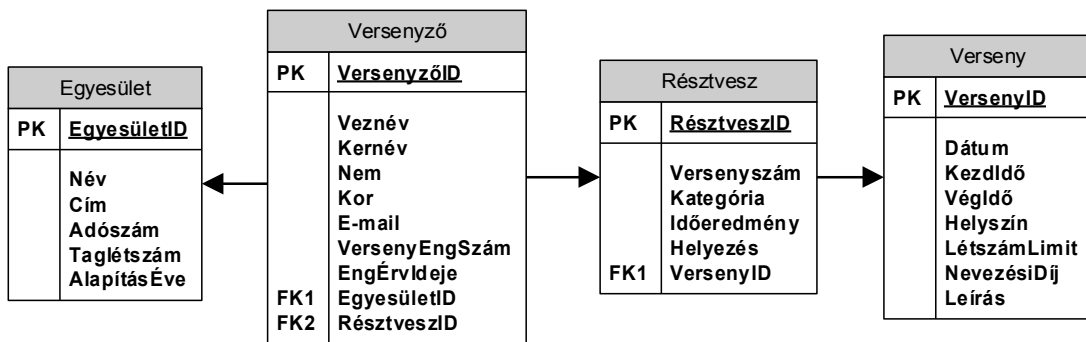 Egyesület
PK EgyesületID
Név
Cím
Adószám
Taglétszám
AlapításÉve
Versenyző
PK VersenyzőID
Veznév
Kernév
Nem
Kor
E-mail
VersenyEngSzám
EngÉrvIdeje
FK1 EgyesületID
FK2 RésztveszID
Résztvesz
PK RésztveszID
Versenyszám
Kategória
Időeredmény
Helyezés
FK1 VersenyID
Verseny
PK VersenyID
Dátum
KezdIdő
VégIdő
Helyszín
LétszámLimit
NevezésiDíj
Leírás